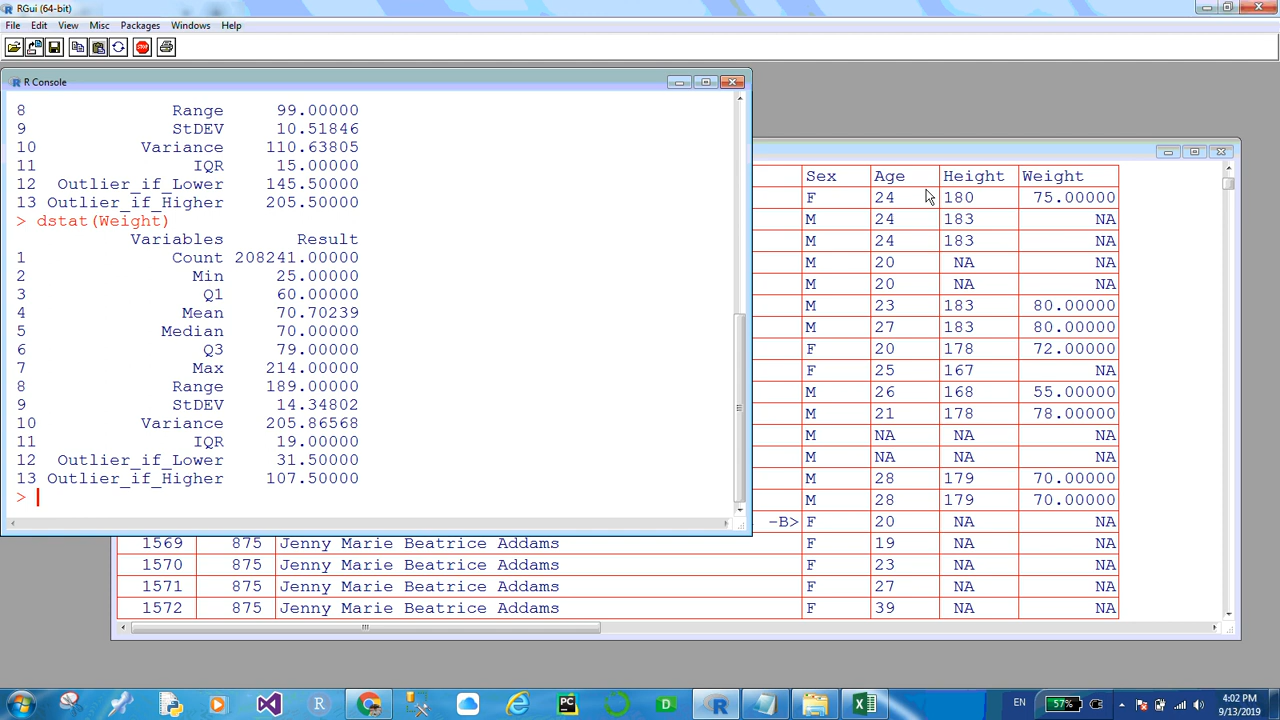 RGui (64-bit)
File Edit View Misc Packages Windows Help
R Console
8 Range 99.00000
9 StDEV 10.51846
10 Variance 110.63805
11 IQR 15.00000
12 Outlier_if_Lower 145.50000
13 Outlier_if_Higher 205.50000
> dstat(Weight)
Variables Result
1 Count 208241.00000
2 Min 25.00000
3 Q1 60.00000
4 Mean 70.70239
5 Median 70.00000
6 Q3 79.00000
7 Max 214.00000
8 Range 189.00000
9 StDEV 14.34802
10 Variance 205.86568
11 IQR 19.00000
12 Outlier_if_Lower 31.50000
13 Outlier_if_Higher 107.50000
>
Sex Age Height Weight
F 24 180 75.00000
M 24 183 NA
M 24 183 NA
M 20 NA NA
M 20 NA NA
M 23 183 80.00000
M 27 183 80.00000
F 20 178 72.00000
F 25 167 NA
M 26 168 55.00000
M 21 178 78.00000
M NA NA NA
M NA NA NA
M 28 179 70.00000
M 28 179 70.00000
-B> F 20 NA NA
1569 875 Jenny Marie Beatrice Addams F 19 NA NA
1570 875 Jenny Marie Beatrice Addams F 23 NA NA
1571 875 Jenny Marie Beatrice Addams F 27 NA NA
1572 875 Jenny Marie Beatrice Addams F 39 NA NA
EN 57% 4:02 PM
9/13/2019